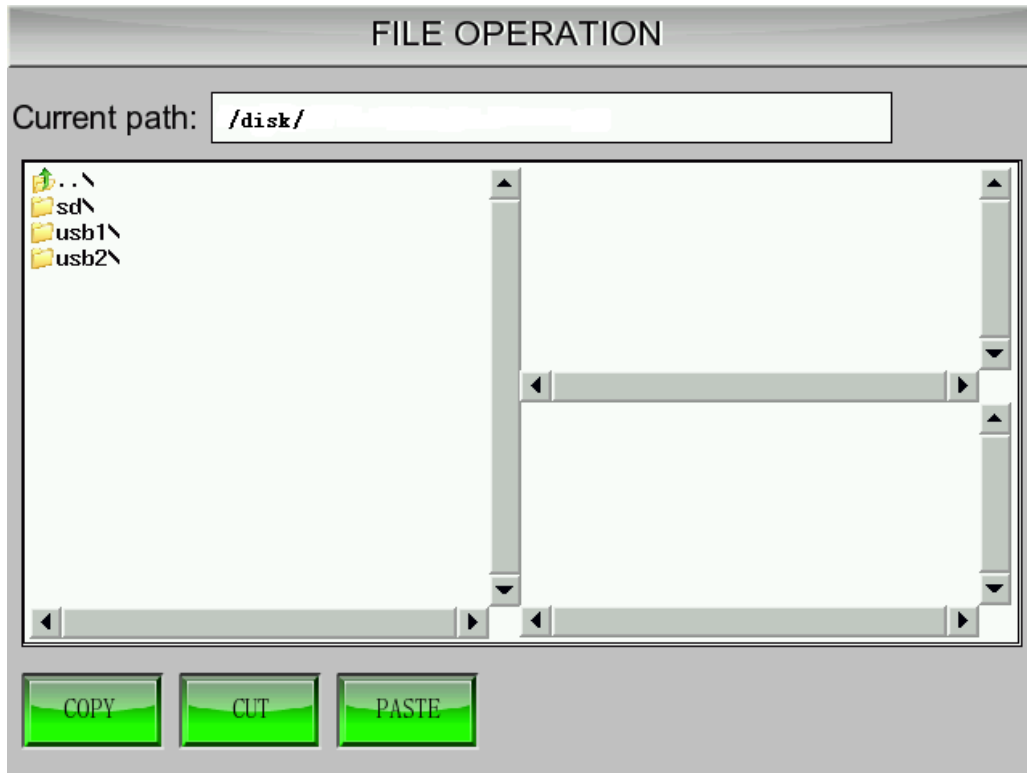 FILE OPERATION
Current path: /disk/
..\
sd\
usb1\
usb2\
COPY CUT PASTE